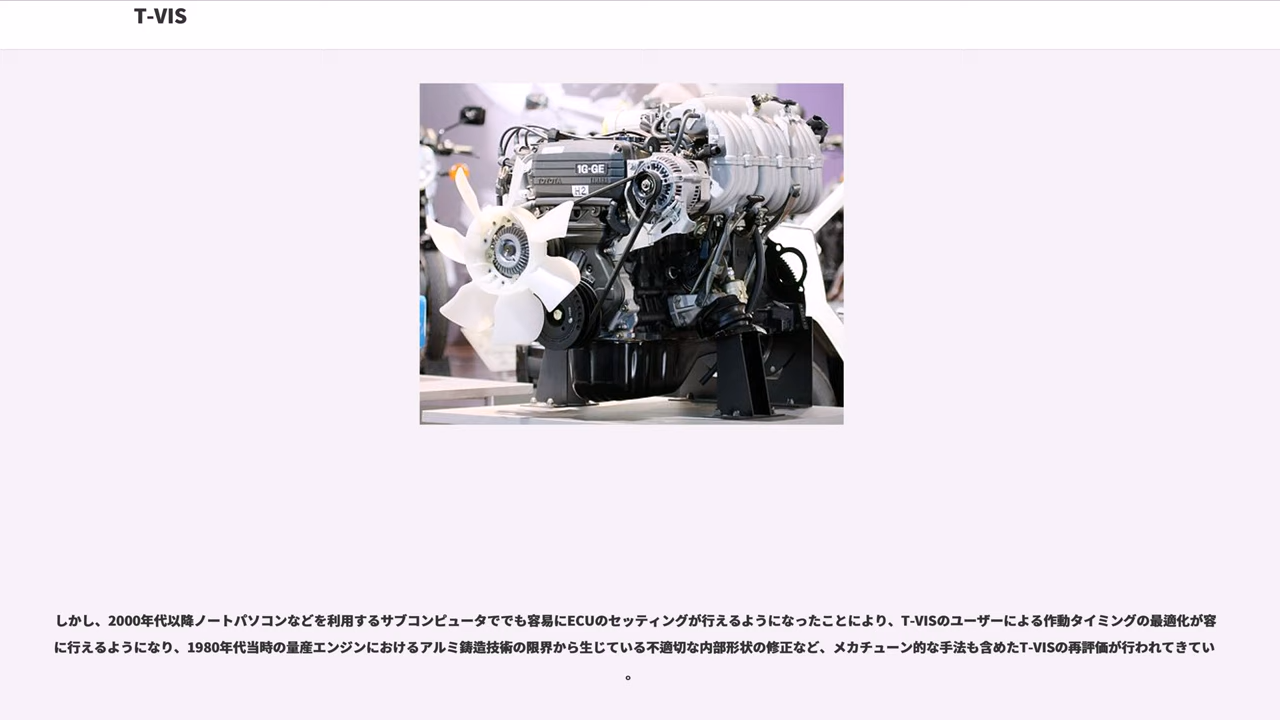 T-VIS
1G-GE
TOYOTA
H2
しかし、2000年代以降ノートパソコンなどを利用するサブコンピュータででも容易にECUのセッティングが行えるようになったことにより、T-VISのユーザーによる作動タイミングの最適化が容
に行えるようになり、1980年代当時の量産エンジンにおけるアルミ鋳造技術の限界から生じている不適切な内部形状の修正など、メカチューン的な手法も含めたT-VISの再評価が行われてきてい
。